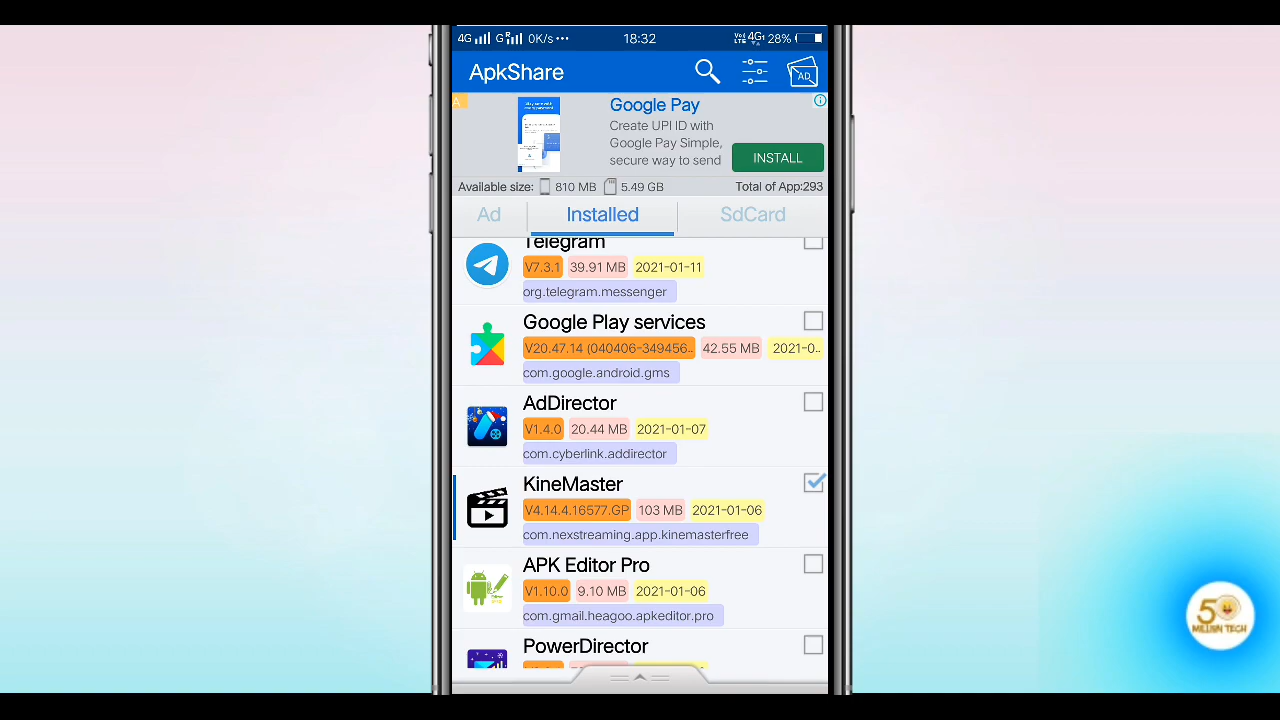 4G G R 0K/s ••• 18:32 VoLTE 4G1 28%
ApkShare AD
A
Google Pay
Create UPI ID with
Google Pay Simple,
secure way to send
INSTALL
Available size: 810 MB 5.49 GB Total of App:293
Ad Installed SdCard
Telegram
V7.3.1 39.91 MB 2021-01-11
org.telegram.messenger
Google Play services
V20.47.14 (040406-349456.. 42.55 MB 2021-0..
com.google.android.gms
AdDirector
V1.4.0 20.44 MB 2021-01-07
com.cyberlink.addirector
KineMaster
V4.14.4.16577.GP 103 MB 2021-01-06
com.nexstreaming.app.kinemasterfree
APK Editor Pro
V1.10.0 9.10 MB 2021-01-06
com.gmail.heagoo.apkeditor.pro
PowerDirector
50
MILLION TECH